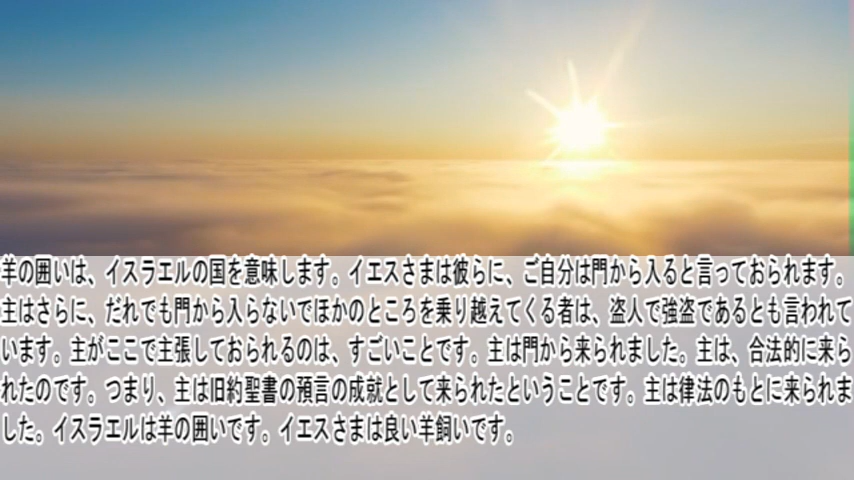 羊の囲いは、イスラエルの国を意味します。イエスさまは彼らに、ご自分は門から入ると言っておられます。
主はさらに、だれでも門から入らないでほかのところを乗り越えてくる者は、盗人で強盗であるとも言われて
います。主がここで主張しておられるのは、すごいことです。主は門から来られました。主は、合法的に来ら
れたのです。つまり、主は旧約聖書の預言の成就として来られたということです。主は律法のもとに来られま
した。イスラエルは羊の囲いです。イエスさまは良い羊飼いです。